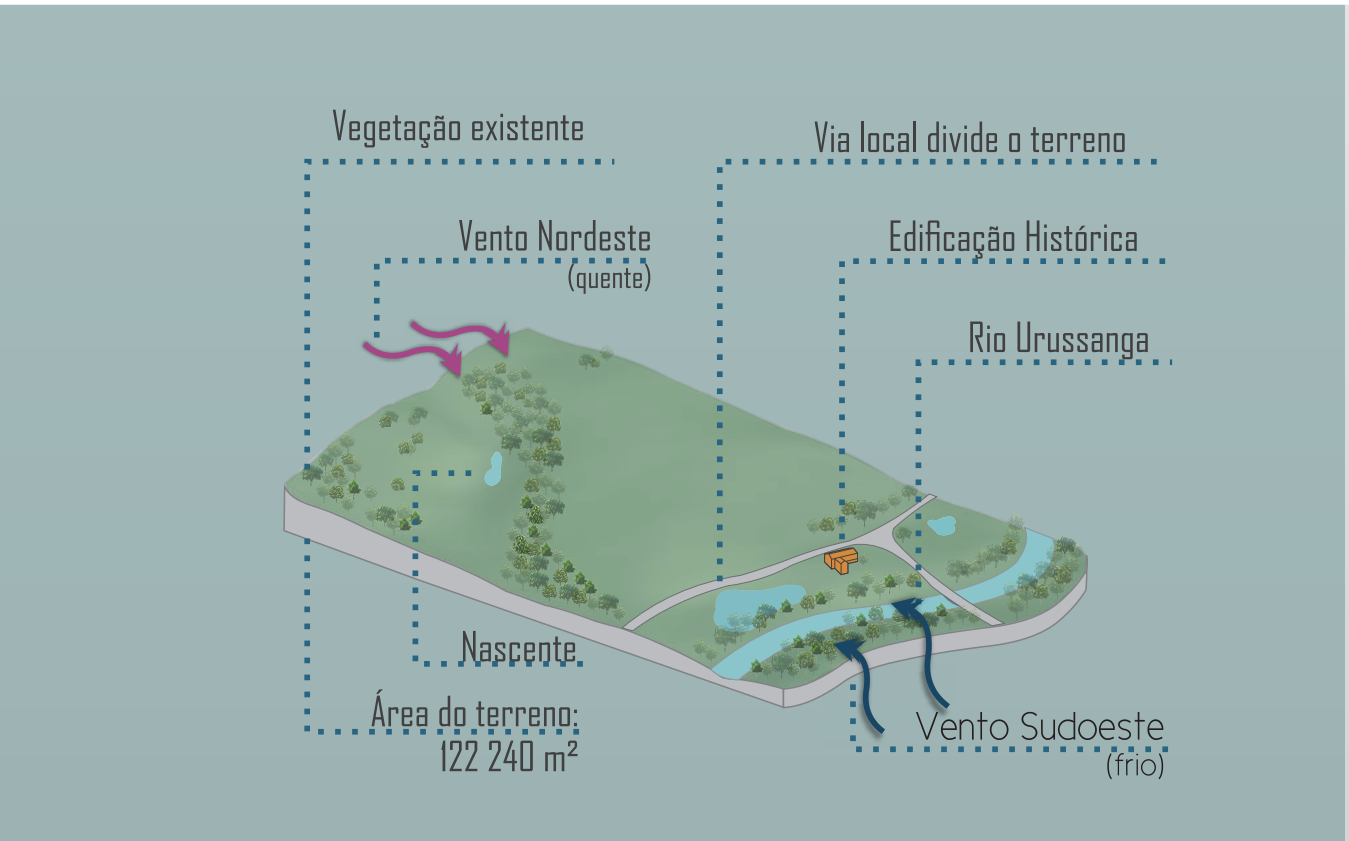 Vegetação existente
Via local divide o terreno
Vento Nordeste
(quente)
Edificação Histórica
Rio Urussanga
Nascente
Área do terreno:
122 240 m²
Vento Sudoeste
(frio)